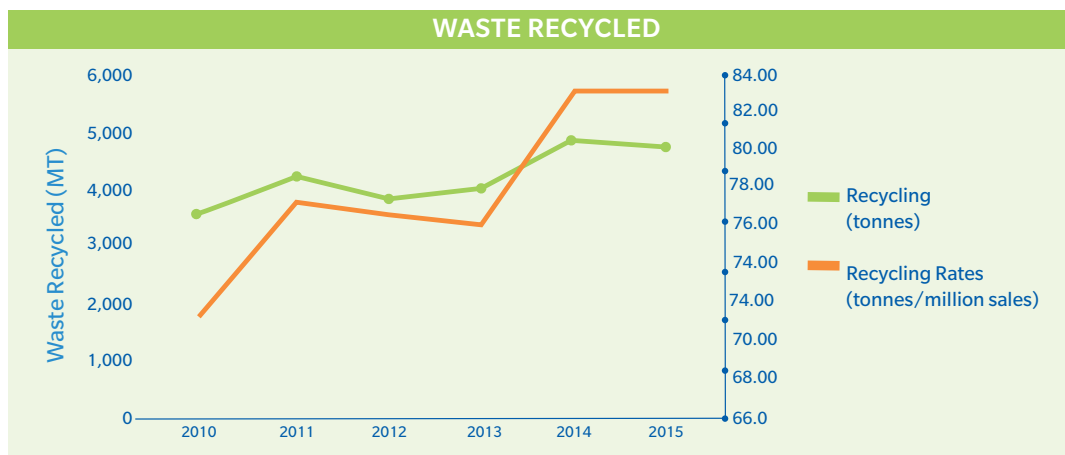 WASTE RECYCLED
Waste Recycled (MT)
6,000
5,000
4,000
3,000
2,000
1,000
0
2010 2011 2012 2013 2014 2015
84.00
82.00
80.00
78.00
76.00
74.00
74.00
70.00
68.00
66.0
Recycling
(tonnes)
Recycling Rates
(tonnes/million sales)